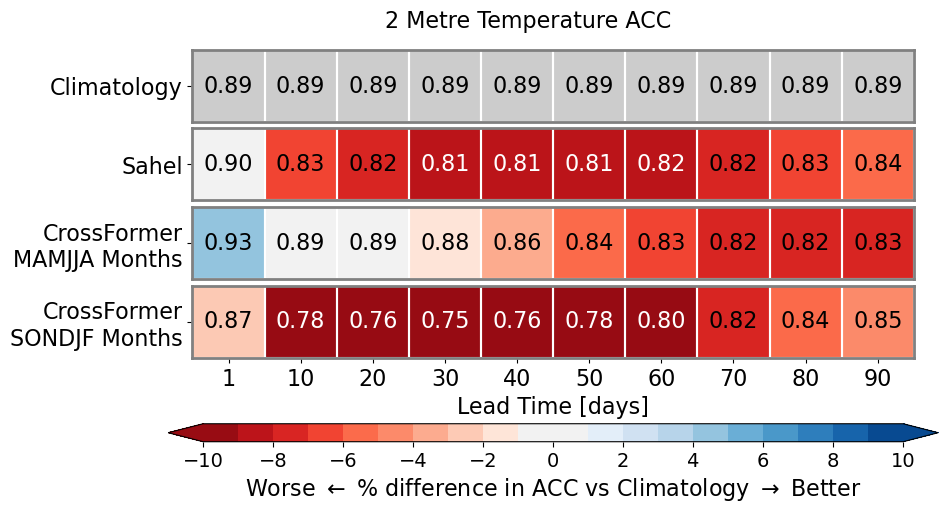 2 Metre Temperature ACC
Climatology 0.89 0.89 0.89 0.89 0.89 0.89 0.89 0.89 0.89 0.89
Sahel 0.90 0.83 0.82 0.81 0.81 0.81 0.82 0.82 0.83 0.84
CrossFormer
MAMJJA Months 0.93 0.89 0.89 0.88 0.86 0.84 0.83 0.82 0.82 0.83
CrossFormer
SONDJF Months 0.87 0.78 0.76 0.75 0.76 0.78 0.80 0.82 0.84 0.85
1 10 20 30 40 50 60 70 80 90
Lead Time [days]
−10 −8 −6 −4 −2 0 2 4 6 8 10
Worse ← % difference in ACC vs Climatology → Better